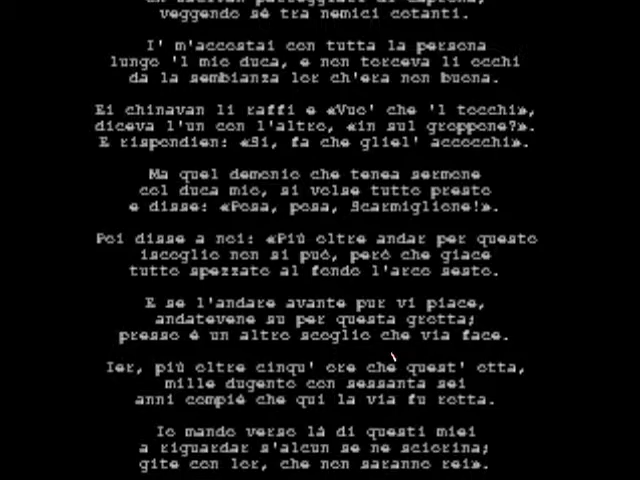 veggendo sé tra nemici cotanti.
I' m'accostai con tutta la persona
lungo 'l mio duca, e non torceva li occhi
da la sembianza lor ch'era non buona.
Ei chinavan li raffi e «Vuo' che 'l tocchi»,
diceva l'un con l'altro, «in sul groppone?».
E rispondien: «Sì, fa che gliel' accocchi».
Ma quel demonio che tenea sermone
col duca mio, si volse tutto presto
e disse: «Posa, posa, Scarmiglione!».
Poi disse a noi: «Più oltre andar per questo
iscoglio non si può, però che giace
tutto spezzato al fondo l'arco sesto.
E se l'andare avante pur vi piace,
andatevene su per questa grotta;
presso è un altro scoglio che via face.
Ier, più oltre cinqu' ore che quest' otta,
mille dugento con sessanta sei
anni compié che qui la via fu rotta.
Io mando verso là di questi miei
a riguardar s'alcun se ne sciorina;
gite con lor, che non saranno rei».